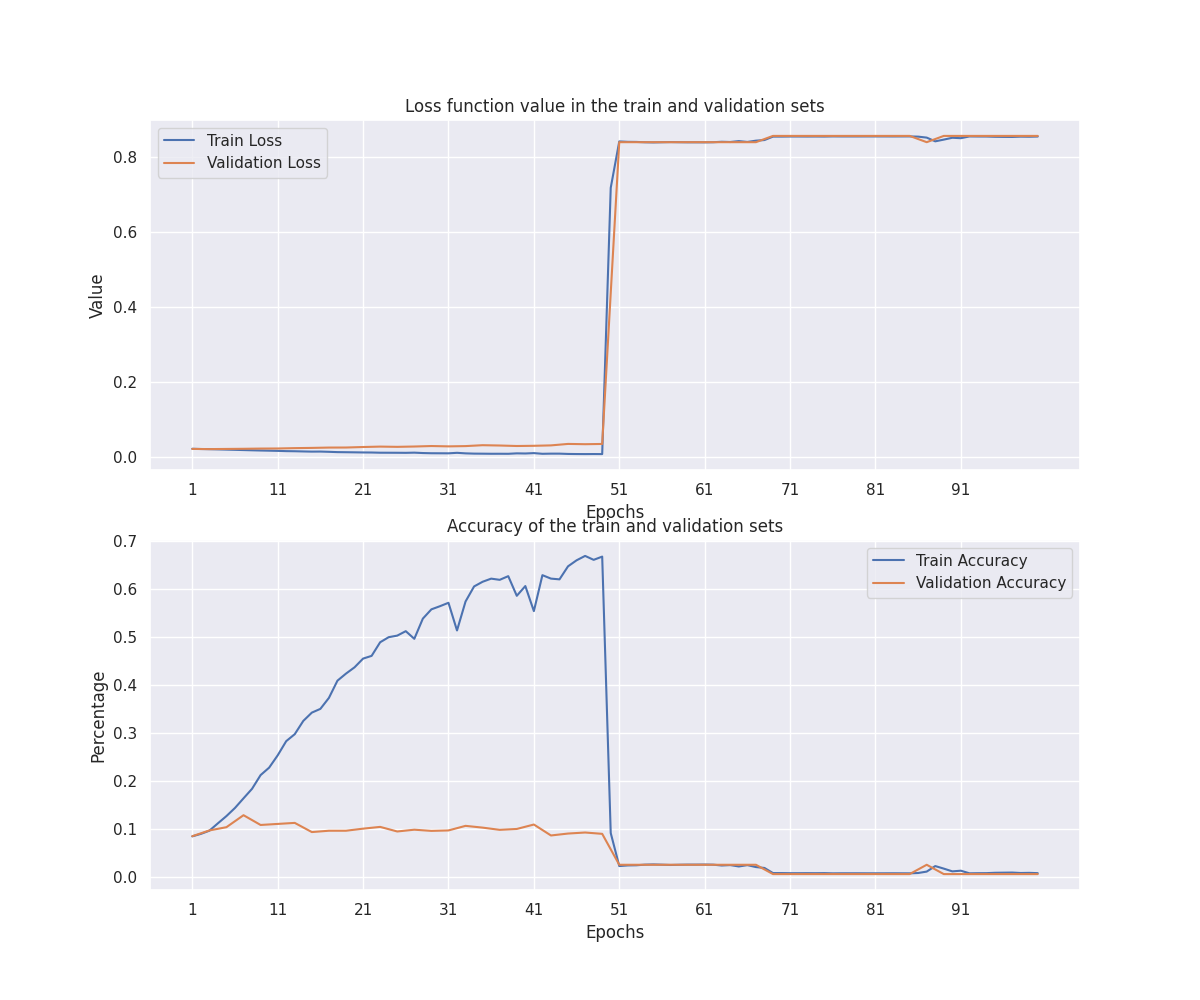 Loss function value in the train and validation sets
Train Loss
Validation Loss
Value
0.8
0.6
0.4
0.2
0.0
1 11 21 31 41 51 61 71 81 91
Epochs
Accuracy of the train and validation sets
Train Accuracy
Validation Accuracy
Percentage
0.7
0.6
0.5
0.4
0.3
0.2
0.1
0.0
1 11 21 31 41 51 61 71 81 91
Epochs